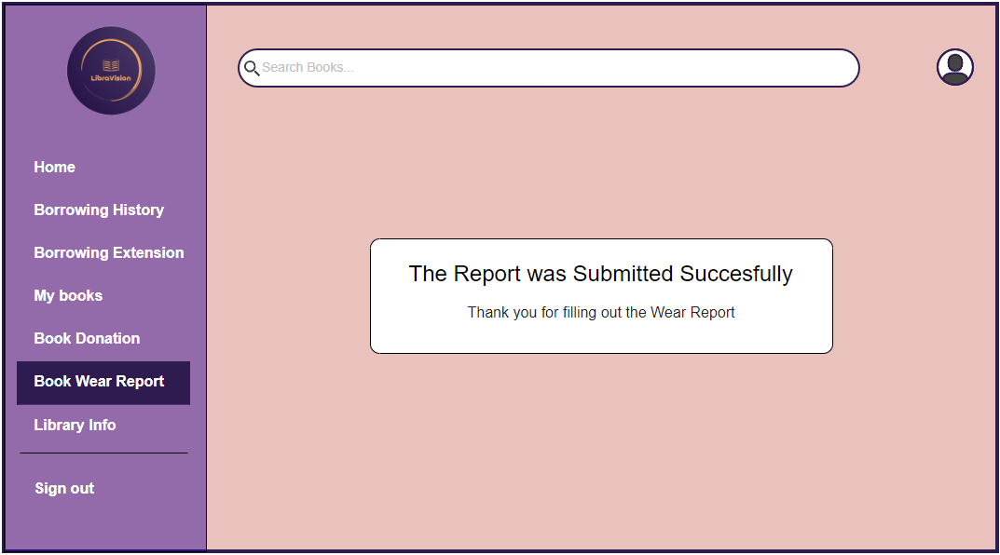 LibraVision
Search Books...
Home
Borrowing History
Borrowing Extension
My books
Book Donation
Book Wear Report
Library Info
Sign out
The Report was Submitted Succesfully
Thank you for filling out the Wear Report